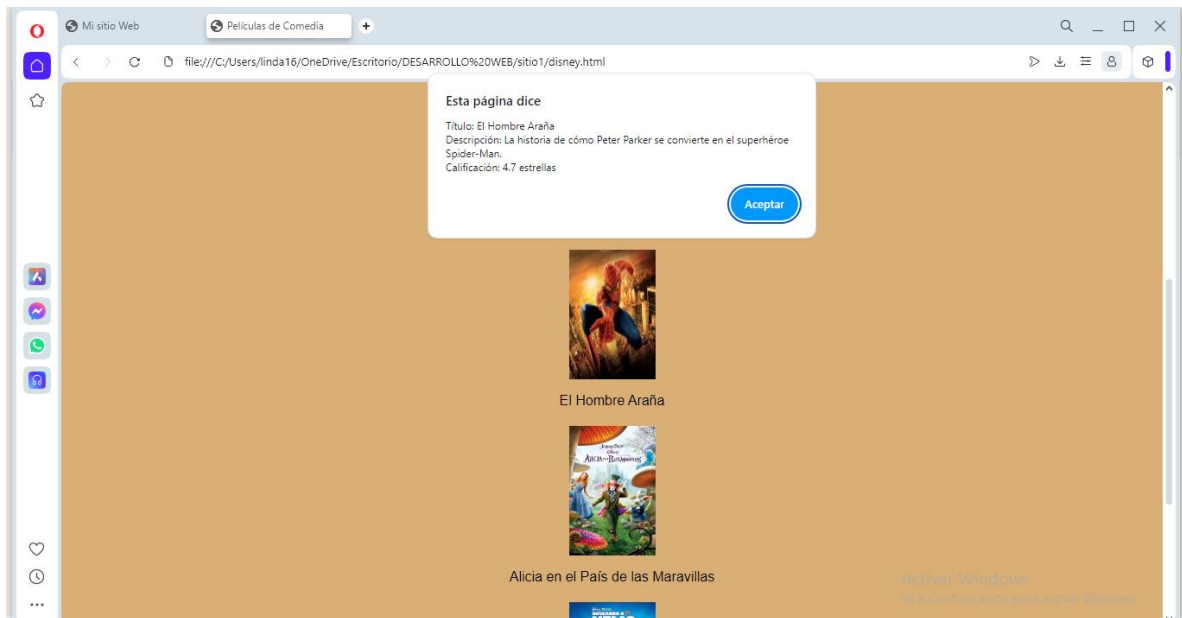 Mi sitio Web
Películas de Comedia
file:///C:/Users/linda16/OneDrive/Escritorio/DESARROLLO%20WEB/sitio1/disney.html
Esta página dice
Título: El Hombre Araña
Descripción: La historia de cómo Peter Parker se convierte en el superhéroe
Spider-Man.
Calificación: 4.7 estrellas
Aceptar
El Hombre Araña
Alicia en el País de las Maravillas
Activar Windows
Ve a Configuración para activar Windows.